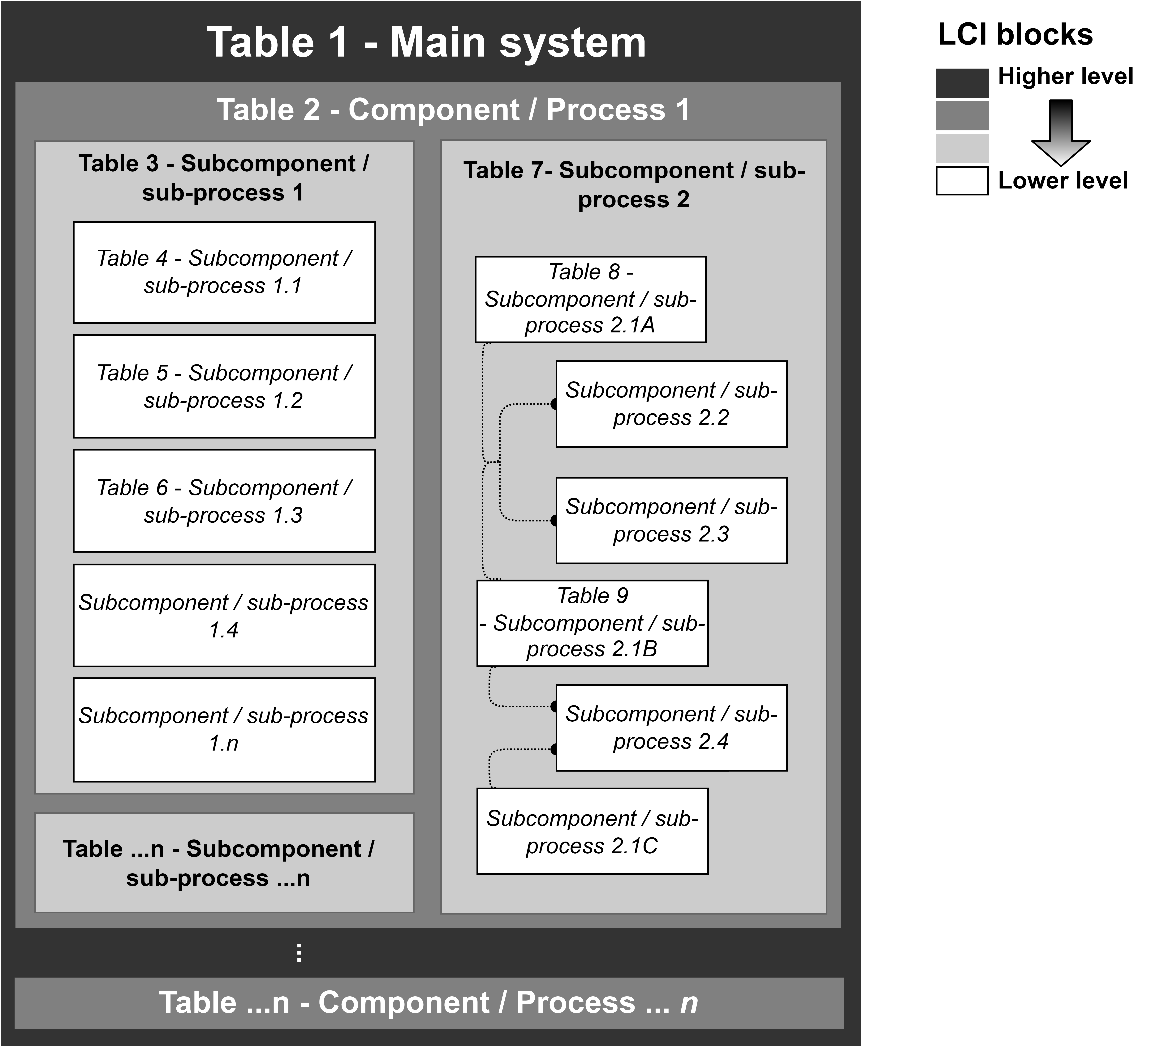 Table 1 - Main system
Table 2 - Component / Process 1
Table 3 - Subcomponent /
sub-process 1
Table 4 - Subcomponent /
sub-process 1.1
Table 5 - Subcomponent /
sub-process 1.2
Table 6 - Subcomponent /
sub-process 1.3
Subcomponent / sub-process
1.4
Subcomponent / sub-process
1.n
Table ...n - Subcomponent /
sub-process ...n
Table 7- Subcomponent / sub-
process 2
Table 8 -
Subcomponent / sub-
process 2.1A
Subcomponent / sub-
process 2.2
Subcomponent / sub-
process 2.3
Table 9
- Subcomponent / sub-
process 2.1B
Subcomponent / sub-
process 2.4
Subcomponent / sub-
process 2.1C
...
Table ...n - Component / Process ... n
LCI blocks
Higher level
Lower level